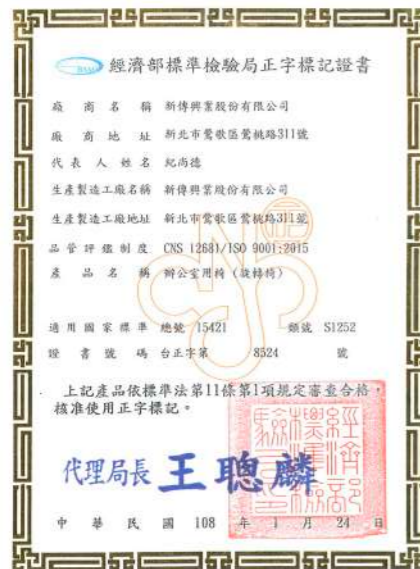 BSMI 經濟部標準檢驗局正字標記證書
廠商名稱 新傳興業股份有限公司
廠商地址 新北市鶯歌區鶯桃路311號
代表人姓名 紀尚德
生產製造工廠名稱 新傳興業股份有限公司
生產製造工廠地址 新北市鶯歌區鶯桃路311號
品管評鑑制度 CNS 12681/ISO 9001:2015
產品名稱 辦公室用椅(旋轉椅)
適用國家標準 總號 15421 類號 S1252
證書號碼 台正字第 8524 號
上記產品依標準法第11條第1項規定審查合格,
核准使用正字標記。
代理局長 王聰麟
中華民國 108 年 1 月 24 日